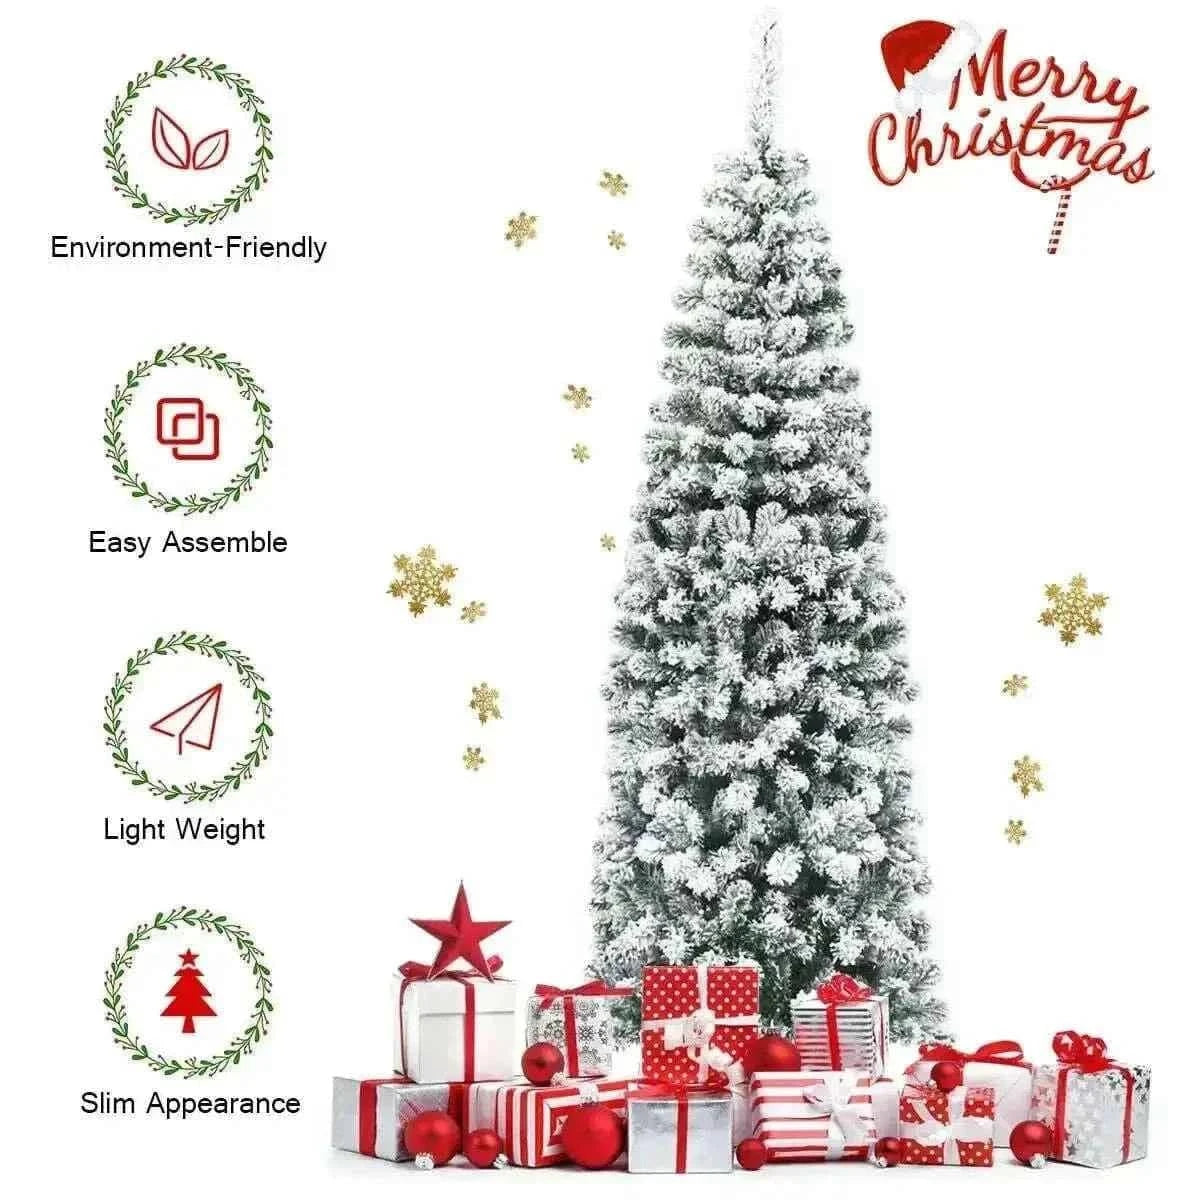 Merry
Christmas
Environment-Friendly
Easy Assemble
Light Weight
Slim Appearance